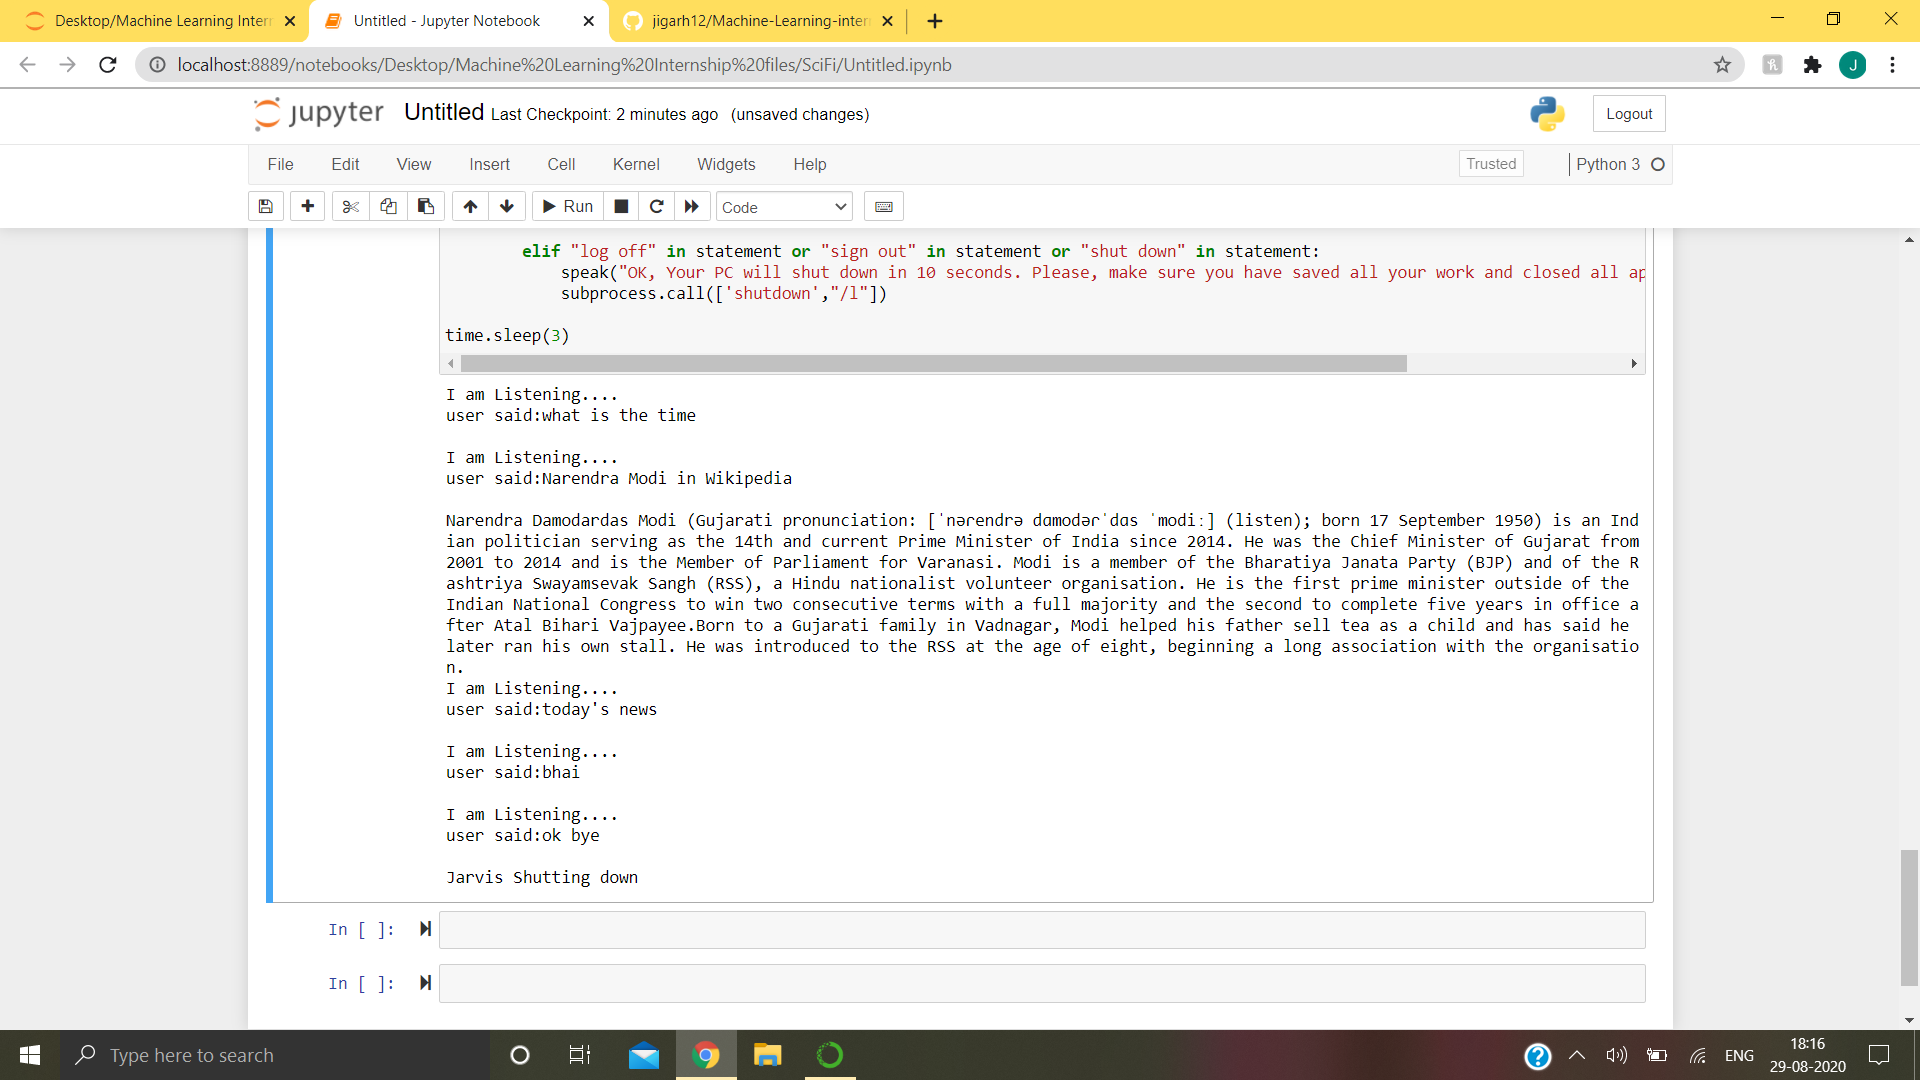 Desktop/Machine Learning Intern
Untitled - Jupyter Notebook
jigarh12/Machine-Learning-intern
localhost:8889/notebooks/Desktop/Machine%20Learning%20Internship%20files/SciFi/Untitled.ipynb
J
jupyter Untitled Last Checkpoint: 2 minutes ago (unsaved changes)
Logout
File Edit View Insert Cell Kernel Widgets Help
Trusted
Python 3
Run
Code
elif "log off" in statement or "sign out" in statement or "shut down" in statement:
speak("OK, Your PC will shut down in 10 seconds. Please, make sure you have saved all your work and closed all ap
subprocess.call(['shutdown',"/l"])
time.sleep(3)
I am Listening....
user said:what is the time
I am Listening....
user said:Narendra Modi in Wikipedia
Narendra Damodardas Modi (Gujarati pronunciation: [ˈnəɾendɾə dɑmodəɾˈdɑs ˈmodiː] (listen); born 17 September 1950) is an Ind
ian politician serving as the 14th and current Prime Minister of India since 2014. He was the Chief Minister of Gujarat from
2001 to 2014 and is the Member of Parliament for Varanasi. Modi is a member of the Bharatiya Janata Party (BJP) and of the R
ashtriya Swayamsevak Sangh (RSS), a Hindu nationalist volunteer organisation. He is the first prime minister outside of the
Indian National Congress to win two consecutive terms with a full majority and the second to complete five years in office a
fter Atal Bihari Vajpayee.Born to a Gujarati family in Vadnagar, Modi helped his father sell tea as a child and has said he
later ran his own stall. He was introduced to the RSS at the age of eight, beginning a long association with the organisatio
n.
I am Listening....
user said:today's news
I am Listening....
user said:bhai
I am Listening....
user said:ok bye
Jarvis Shutting down
In [ ]:
In [ ]:
Type here to search
ENG
18:16
29-08-2020